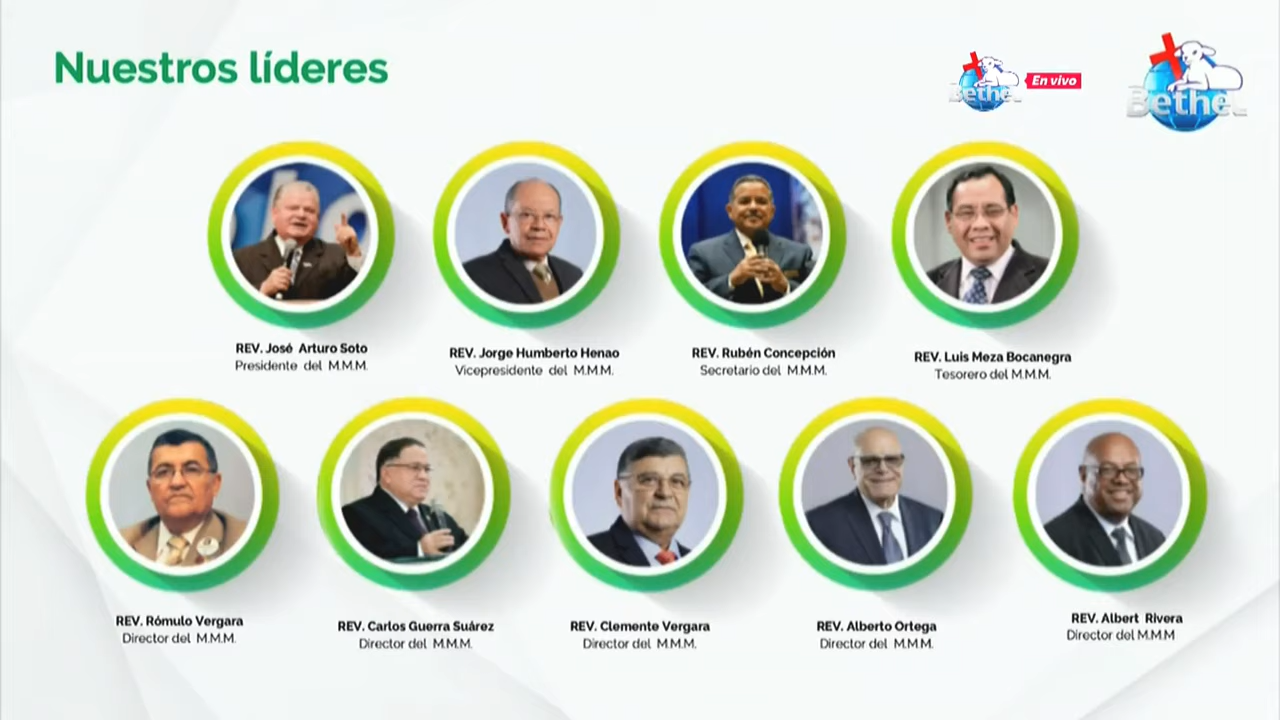 Nuestros líderes
Bethel
En vivo
Bethel
REV. José Arturo Soto
Presidente del M.M.M.
REV. Jorge Humberto Henao
Vicepresidente del M.M.M.
REV. Rubén Concepción
Secretario del M.M.M.
REV. Luis Meza Bocanegra
Tesorero del M.M.M.
REV. Rómulo Vergara
Director del M.M.M.
REV. Carlos Guerra Suárez
Director del M.M.M.
REV. Clemente Vergara
Director del M.M.M.
REV. Alberto Ortega
Director del M.M.M.
REV. Albert Rivera
Director del M.M.M